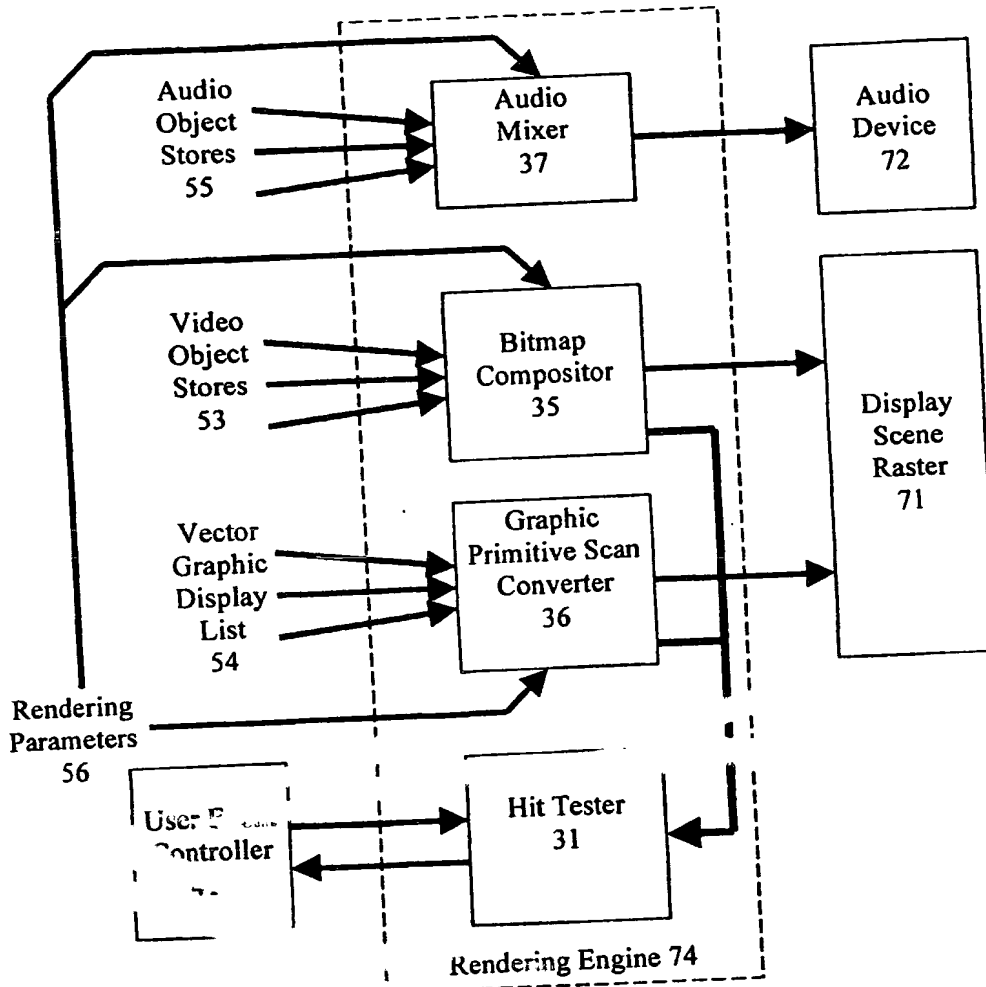 Audio
Object
Stores
55
Audio
Mixer
37
Audio
Device
72
Video
Object
Stores
53
Bitmap
Compositor
35
Display
Scene
Raster
71
Vector
Graphic
Display
List
54
Graphic
Primitive Scan
Converter
36
Rendering
Parameters
56
User
Controller
Hit Tester
31
Rendering Engine 74